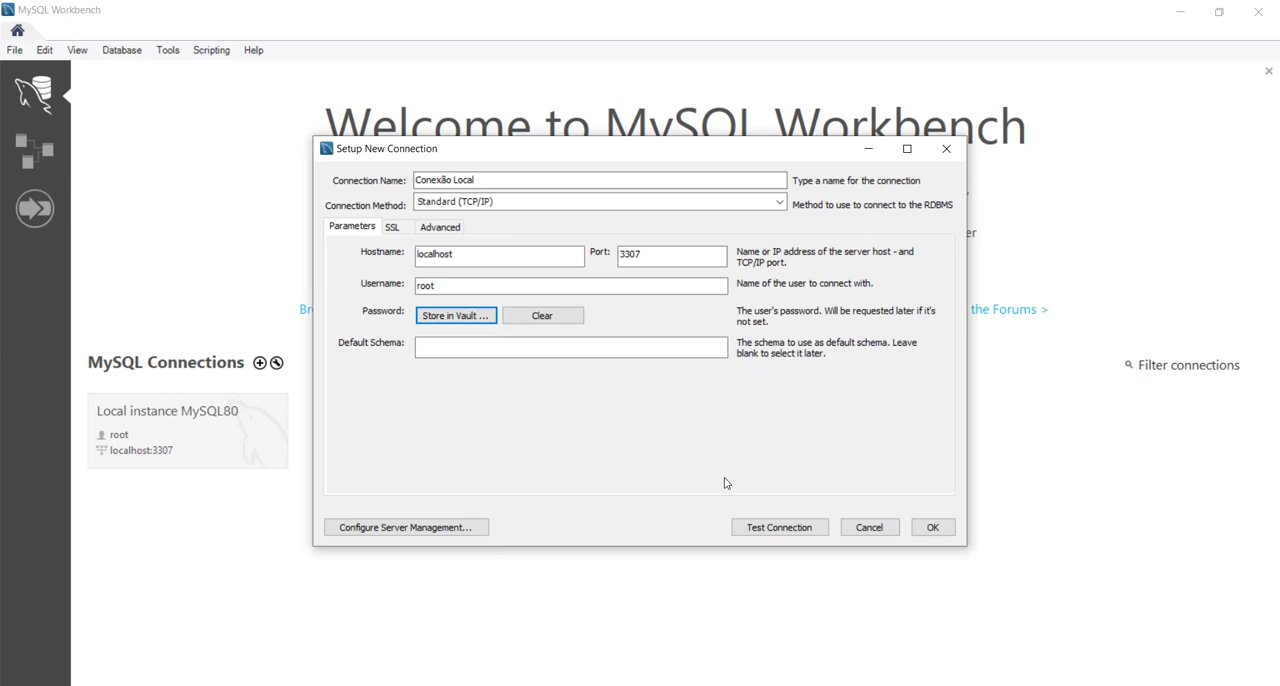 MySQL Workbench
File Edit View Database Tools Scripting Help
Welcome to MySQL Workbench
Setup New Connection
Connection Name: Conexão Local Type a name for the connection
Connection Method: Standard (TCP/IP) Method to use to connect to the RDBMS
Parameters SSL Advanced
Hostname: localhost Port: 3307 Name or IP address of the server host - and
TCP/IP port.
Username: root Name of the user to connect with.
Password: Store in Vault ... Clear The user's password. Will be requested later if it's
not set.
Default Schema: The schema to use as default schema. Leave
blank to select it later.
Configure Server Management... Test Connection Cancel OK
er
Br
the Forums >
MySQL Connections
Filter connections
Local instance MySQL80
root
localhost:3307